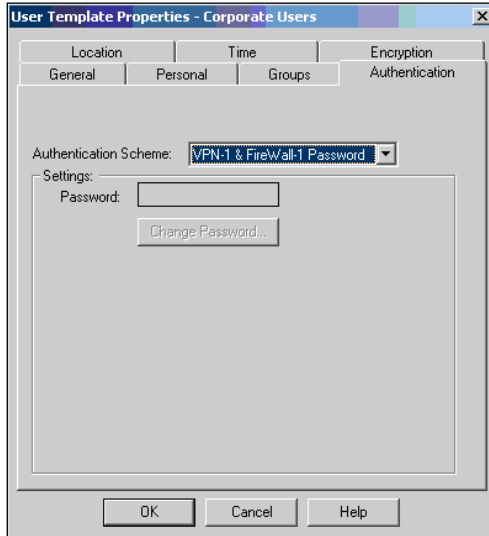 User Template Properties - Corporate Users
Location Time Encryption
General Personal Groups Authentication
Authentication Scheme: VPN-1 & FireWall-1 Password
Settings:
Password:
Change Password...
OK Cancel Help